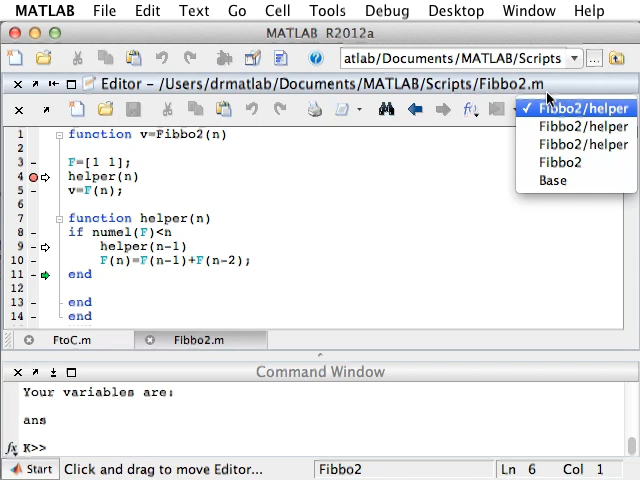 MATLAB File Edit Text Go Cell Tools Debug Desktop Window Help
MATLAB R2012a
atlab/Documents/MATLAB/Scripts ...
Editor - /Users/drmatlab/Documents/MATLAB/Scripts/Fibbo2.m
✓ Fibbo2/helper
Fibbo2/helper
Fibbo2/helper
Fibbo2
Base
1 function v=Fibbo2(n)
2
3 - F=[1 1];
4 - helper(n)
5 - v=F(n);
6
7 function helper(n)
8 - if numel(F)<n
9 - helper(n-1)
10 - F(n)=F(n-1)+F(n-2);
11 - end
12
13 - end
14 - end
FtoC.m Fibbo2.m
Command Window
Your variables are:
ans
fx K>>
Start Click and drag to move Editor... Fibbo2 Ln 6 Col 1